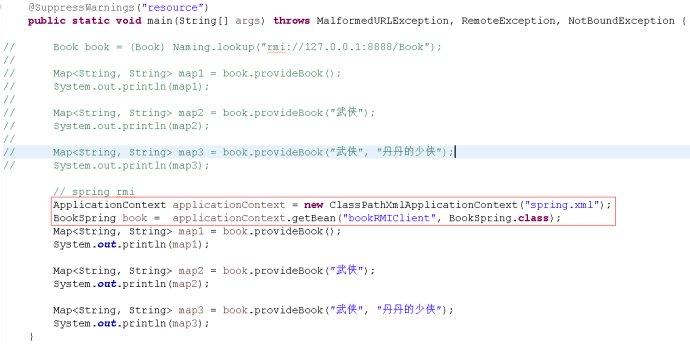 @SuppressWarnings("resource")
public static void main(String[] args) throws MalformedURLException, RemoteException, NotBoundException {
//      Book book = (Book) Naming.lookup("rmi://127.0.0.1:8888/Book");
//
//      Map<String, String> map1 = book.provideBook();
//      System.out.println(map1);
//
//      Map<String, String> map2 = book.provideBook("武侠");
//      System.out.println(map2);
//
//      Map<String, String> map3 = book.provideBook("武侠", "丹丹的少侠");
//      System.out.println(map3);
// spring rmi
ApplicationContext applicationContext = new ClassPathXmlApplicationContext("spring.xml");
BookSpring book =  applicationContext.getBean("bookRMIClient", BookSpring.class);
Map<String, String> map1 = book.provideBook();
System.out.println(map1);
Map<String, String> map2 = book.provideBook("武侠");
System.out.println(map2);
Map<String, String> map3 = book.provideBook("武侠", "丹丹的少侠");
System.out.println(map3);
}